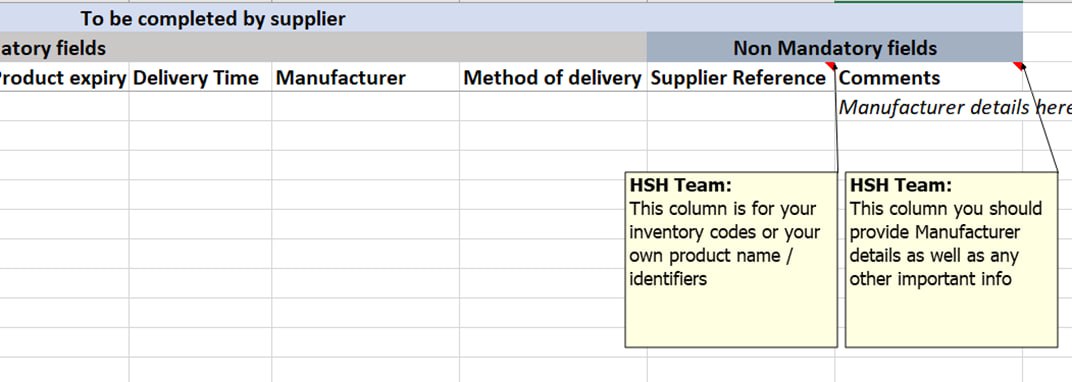 To be completed by supplier
atory fields
Non Mandatory fields
Product expiry Delivery Time Manufacturer Method of delivery Supplier Reference Comments
Manufacturer details here
HSH Team:
This column is for your
inventory codes or your
own product name /
identifiers
HSH Team:
This column you should
provide Manufacturer
details as well as any
other important info